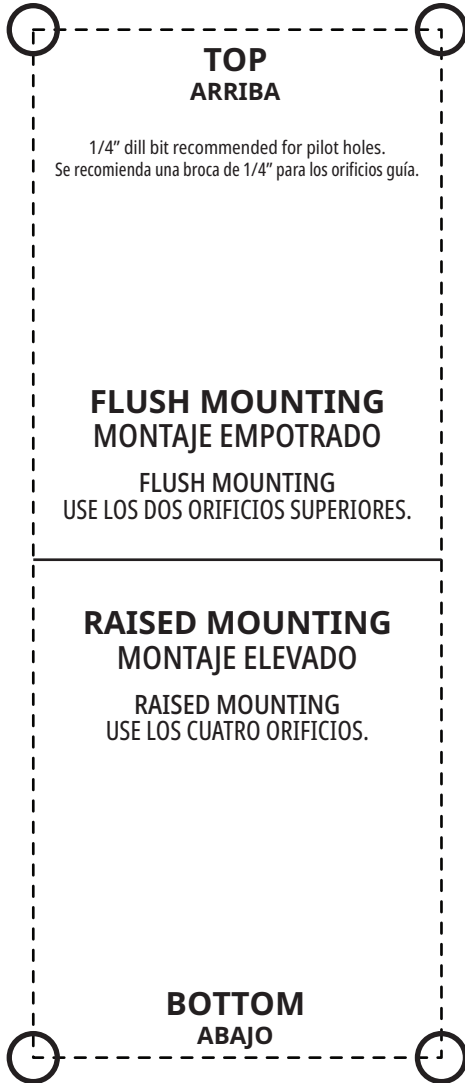 TOP
ARRIBA
1/4” dill bit recommended for pilot holes.
Se recomienda una broca de 1/4” para los orificios guía.
FLUSH MOUNTING
MONTAJE EMPOTRADO
FLUSH MOUNTING
USE LOS DOS ORIFICIOS SUPERIORES.
RAISED MOUNTING
MONTAJE ELEVADO
RAISED MOUNTING
USE LOS CUATRO ORIFICIOS.
BOTTOM
ABAJO